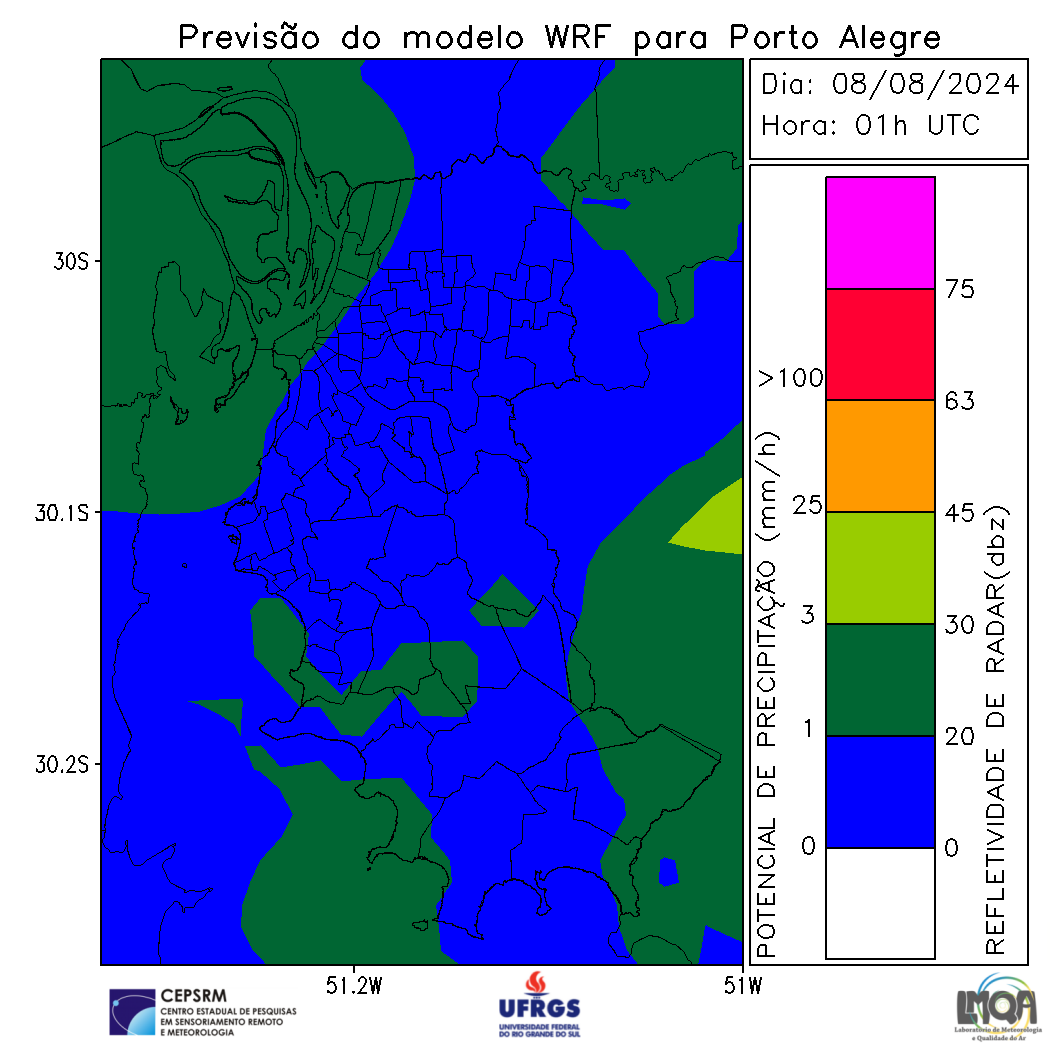 Previsão do modelo WRF para Porto Alegre
Dia: 08/08/2024
Hora: 01h UTC
30S
30.1S
30.2S
51.2W
51W
POTENCIAL DE PRECIPITAÇÃO (mm/h)
>100
25
3
1
0
75
63
45
30
20
0
REFLETIVIDADE DE RADAR(dbz)
CEPSRM
CENTRO ESTADUAL DE PESQUISAS
EM SENSORIAMENTO REMOTO
E METEOROLOGIA
UFRGS
UNIVERSIDADE FEDERAL
DO RIO GRANDE DO SUL
LMQA
Laboratório de Meteorologia
e Qualidade do Ar